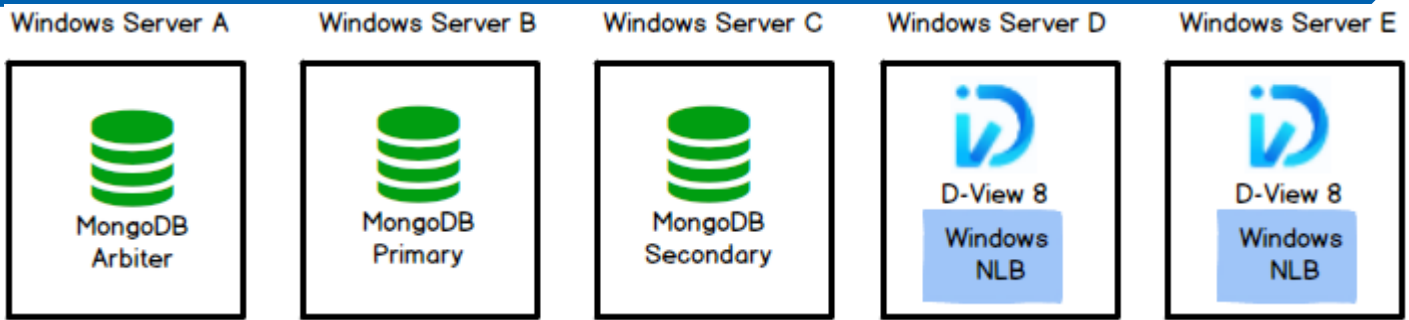 Windows Server A
Windows Server B
Windows Server C
Windows Server D
Windows Server E
MongoDB
Arbiter
MongoDB
Primary
MongoDB
Secondary
D-View 8
Windows
NLB
D-View 8
Windows
NLB